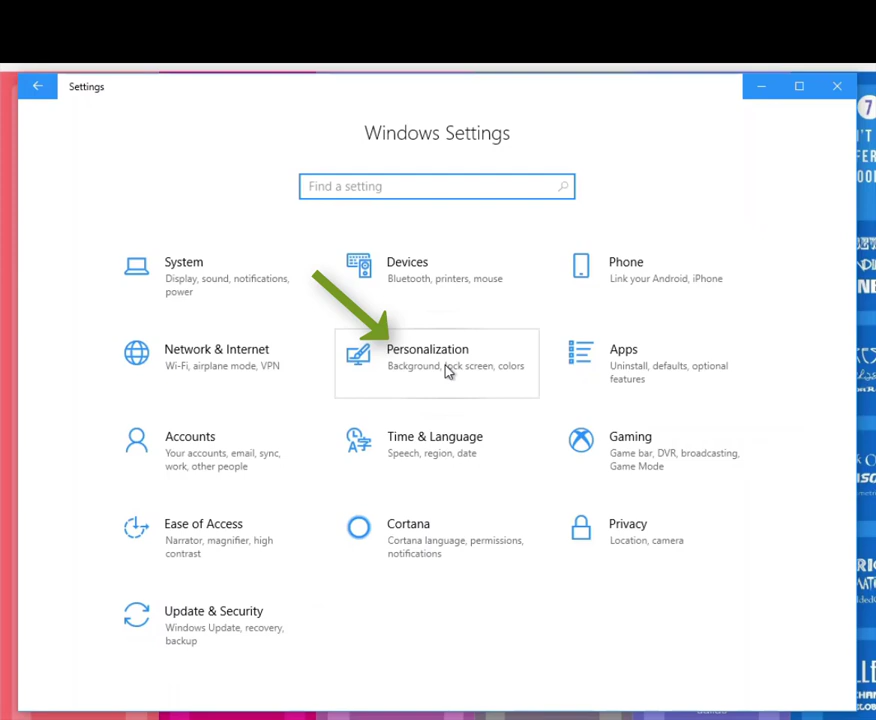 Settings
Windows Settings
Find a setting
System
Display, sound, notifications,
power
Devices
Bluetooth, printers, mouse
Phone
Link your Android, iPhone
Network & Internet
Wi-Fi, airplane mode, VPN
Personalization
Background, lock screen, colors
Apps
Uninstall, defaults, optional
features
Accounts
Your accounts, email, sync,
work, other people
Time & Language
Speech, region, date
Gaming
Game bar, DVR, broadcasting,
Game Mode
Ease of Access
Narrator, magnifier, high
contrast
Cortana
Cortana language, permissions,
notifications
Privacy
Location, camera
Update & Security
Windows Update, recovery,
backup
7